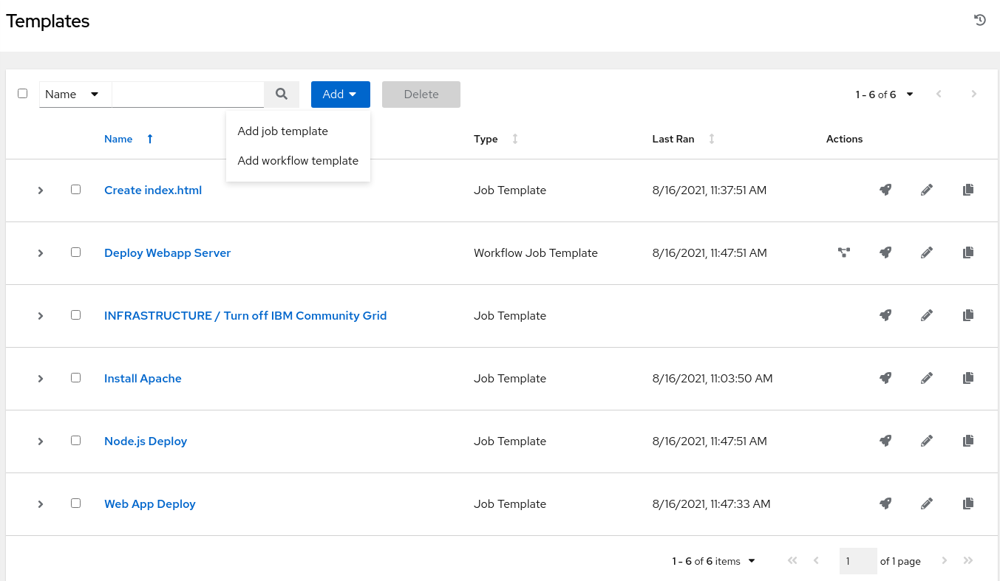 Templates
Name Add Delete 1 - 6 of 6
Add job template
Add workflow template
Name Type Last Ran Actions
Create index.html Job Template 8/16/2021, 11:37:51 AM
Deploy Webapp Server Workflow Job Template 8/16/2021, 11:47:51 AM
INFRASTRUCTURE / Turn off IBM Community Grid Job Template
Install Apache Job Template 8/16/2021, 11:03:50 AM
Node.js Deploy Job Template 8/16/2021, 11:47:51 AM
Web App Deploy Job Template 8/16/2021, 11:47:33 AM
1 - 6 of 6 items 1 of 1 page